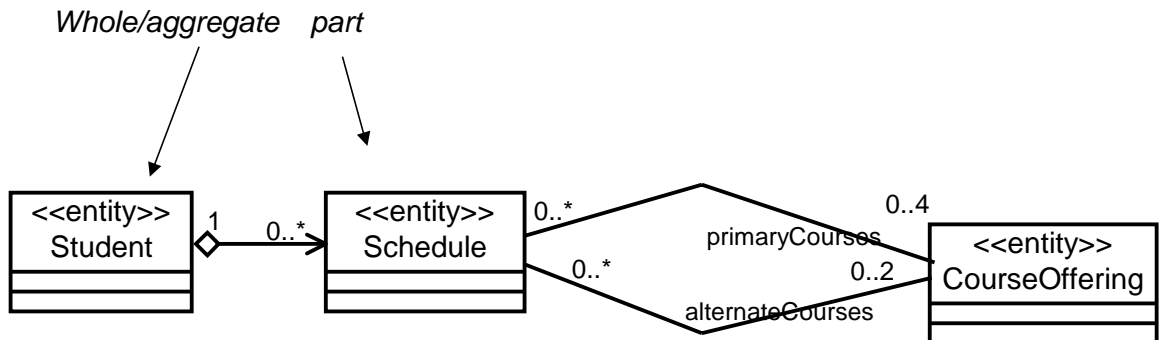 Whole/aggregate part
<<entity>>
Student
1
0..*
<<entity>>
Schedule
0..*
0..4
primaryCourses
0..*
0..2
alternateCourses
<<entity>>
CourseOffering